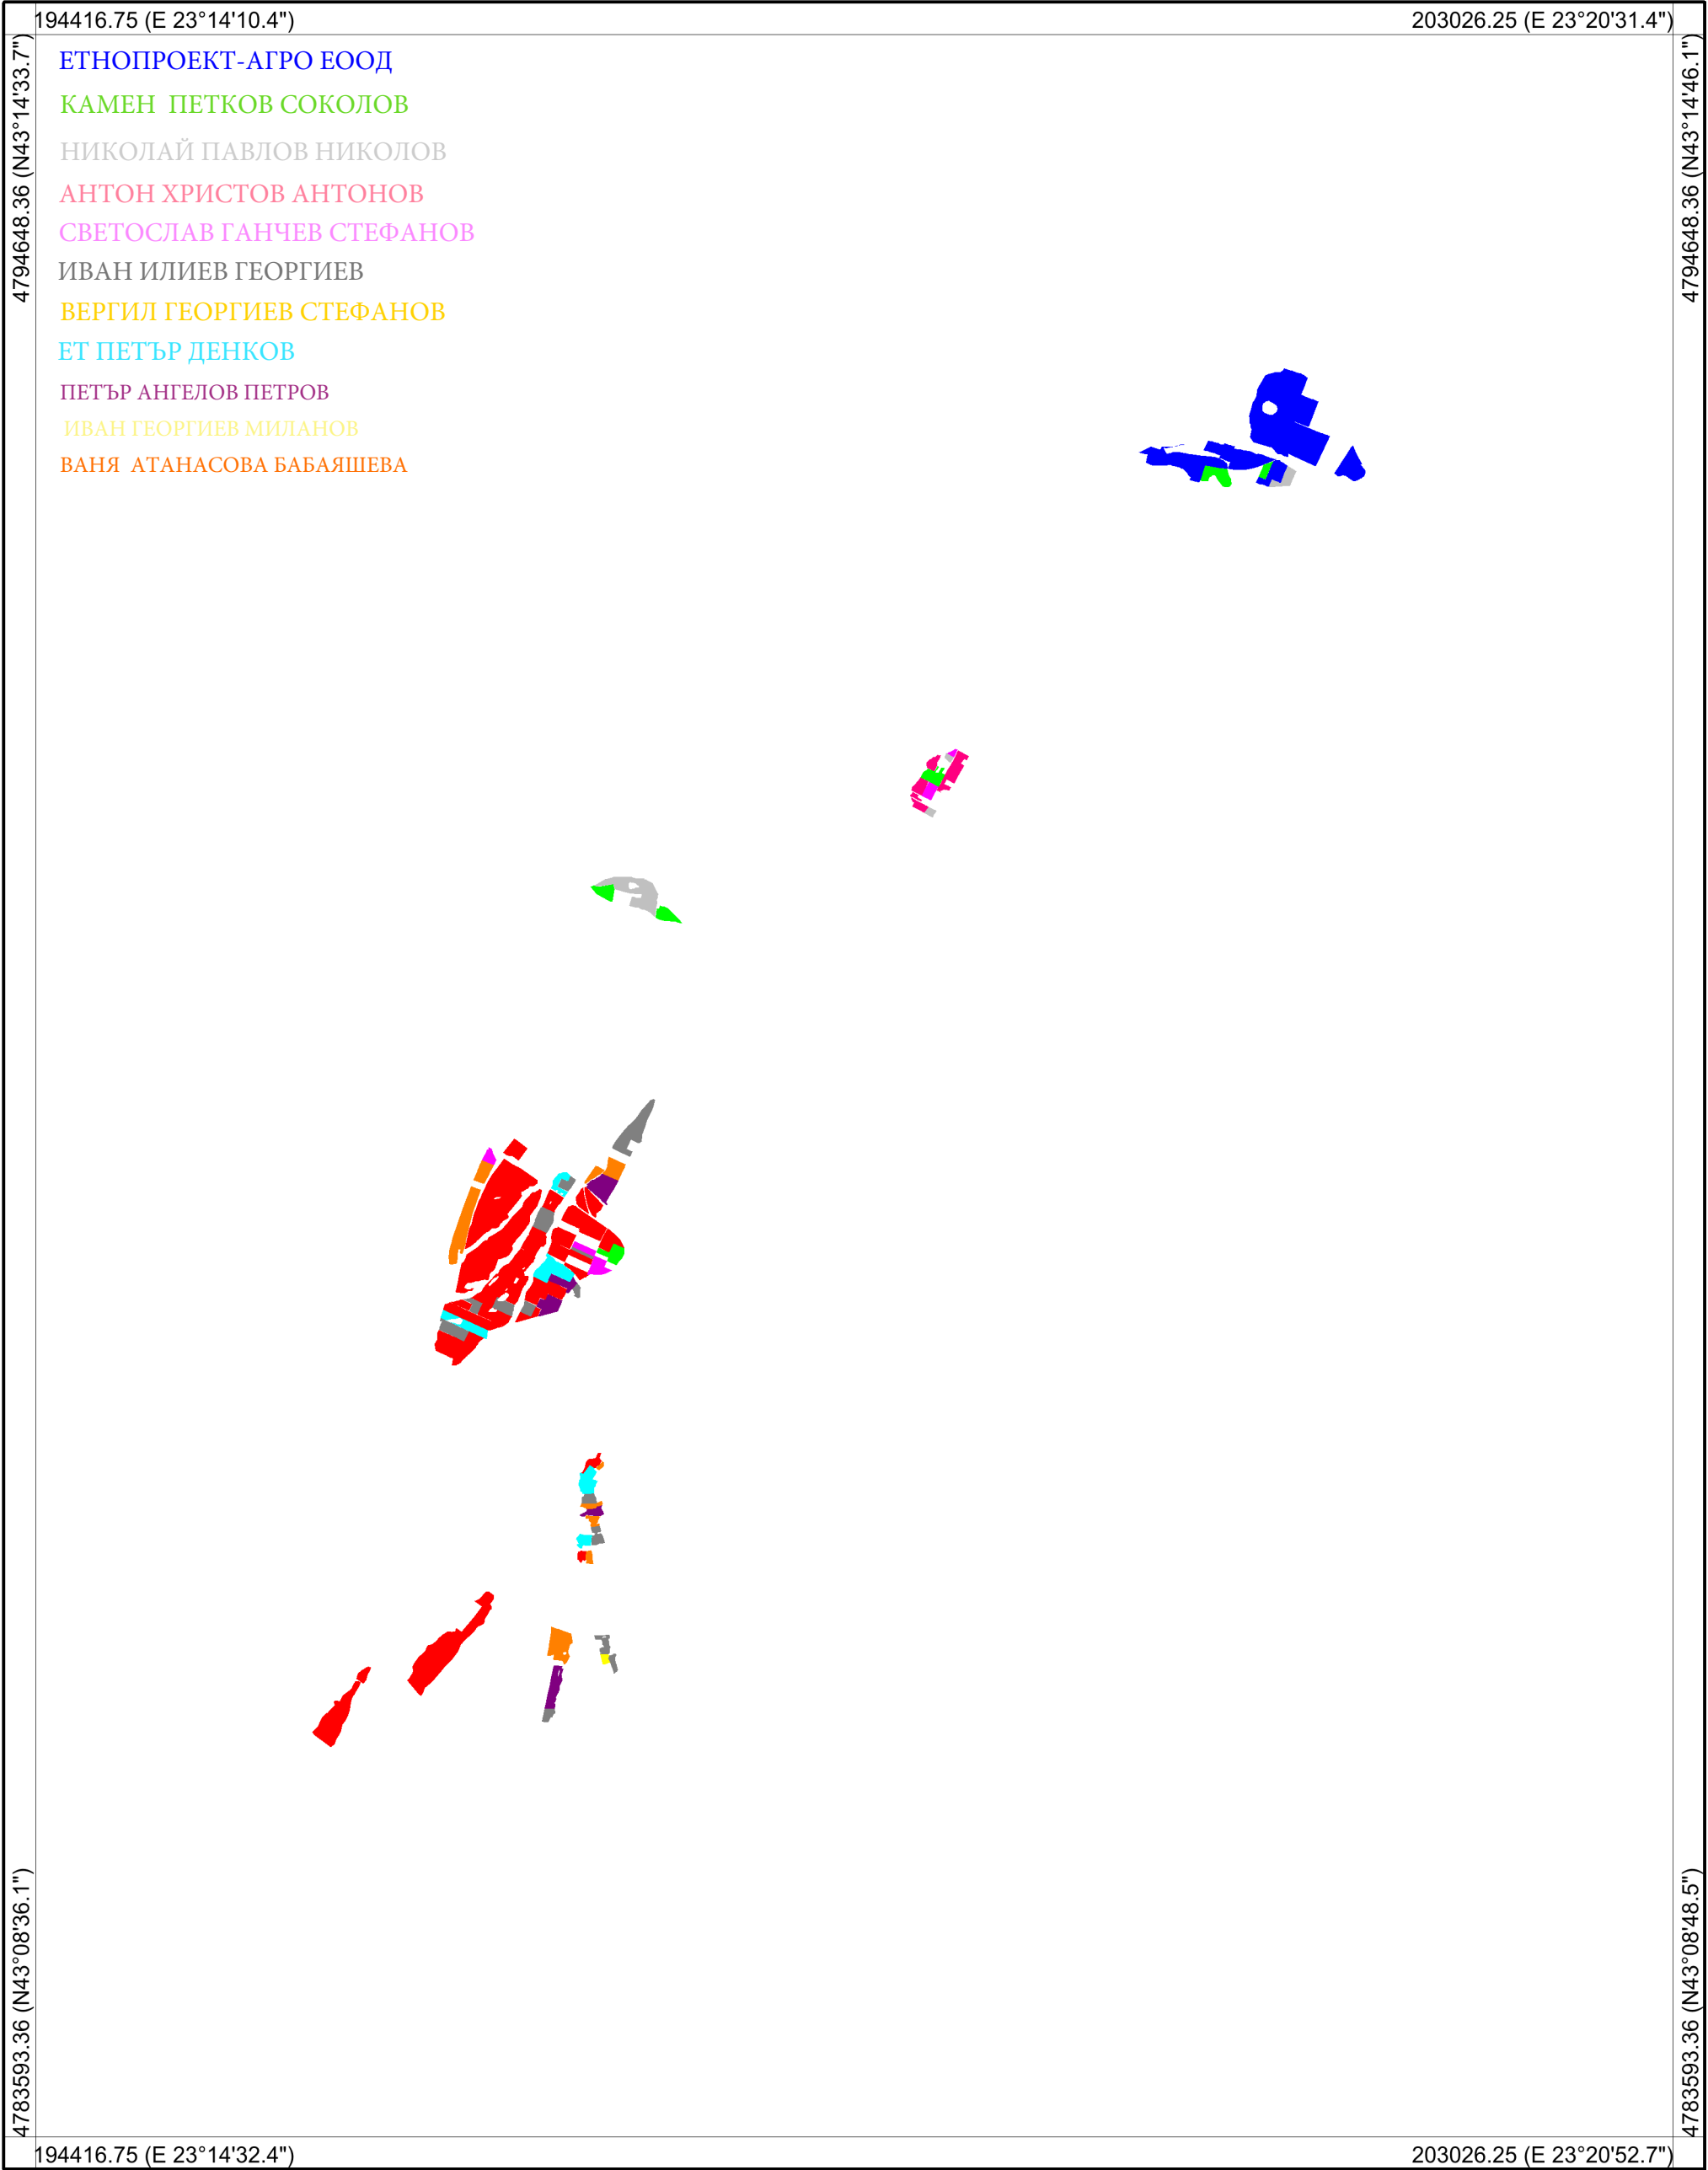 194416.75 (E 23°14'10.4")
203026.25 (E 23°20'31.4")
4794648.36 (N43°14'33.7")
4794648.36 (N43°14'46.1")
ЕТНОПРОЕКТ-АГРО ЕООД
КАМЕН ПЕТКОВ СОКОЛОВ
НИКОЛАЙ ПАВЛОВ НИКОЛОВ
АНТОН ХРИСТОВ АНТОНОВ
СВЕТОСЛАВ ГАНЧЕВ СТЕФАНОВ
ИВАН ИЛИЕВ ГЕОРГИЕВ
ВЕРГИЛ ГЕОРГИЕВ СТЕФАНОВ
ЕТ ПЕТЪР ДЕНКОВ
ПЕТЪР АНГЕЛОВ ПЕТРОВ
ИВАН ГЕОРГИЕВ МИЛАНОВ
ВАНЯ АТАНАСОВА БАБАЯШЕВА
4783593.36 (N43°08'36.1")
4783593.36 (N43°08'48.5")
194416.75 (E 23°14'32.4")
203026.25 (E 23°20'52.7")